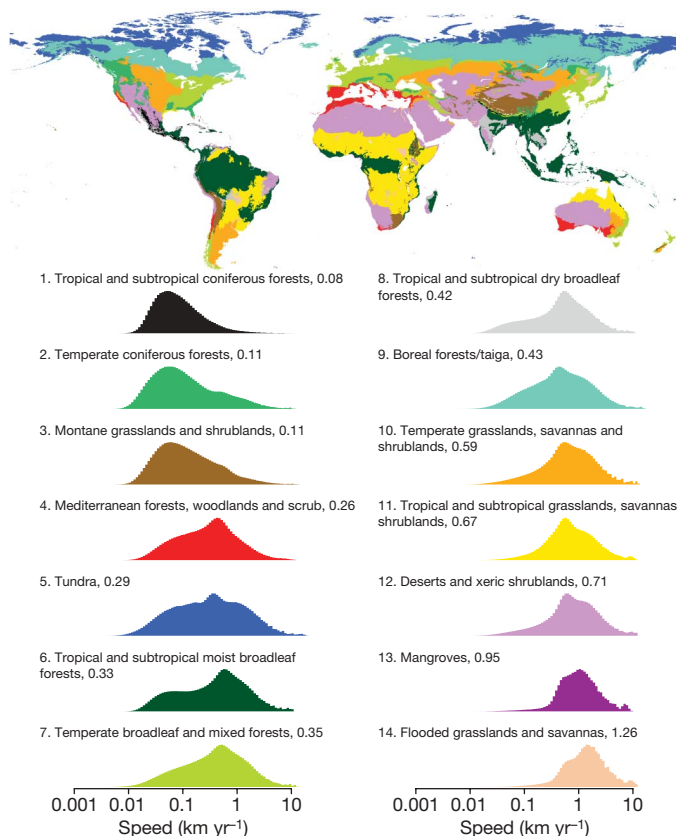 1. Tropical and subtropical coniferous forests, 0.08
2. Temperate coniferous forests, 0.11
3. Montane grasslands and shrublands, 0.11
4. Mediterranean forests, woodlands and scrub, 0.26
5. Tundra, 0.29
6. Tropical and subtropical moist broadleaf
forests, 0.33
7. Temperate broadleaf and mixed forests, 0.35
0.001 0.01 0.1 1 10
Speed (km yr⁻¹)
8. Tropical and subtropical dry broadleaf
forests, 0.42
9. Boreal forests/taiga, 0.43
10. Temperate grasslands, savannas and
shrublands, 0.59
11. Tropical and subtropical grasslands, savannas
shrublands, 0.67
12. Deserts and xeric shrublands, 0.71
13. Mangroves, 0.95
14. Flooded grasslands and savannas, 1.26
0.001 0.01 0.1 1 10
Speed (km yr⁻¹)